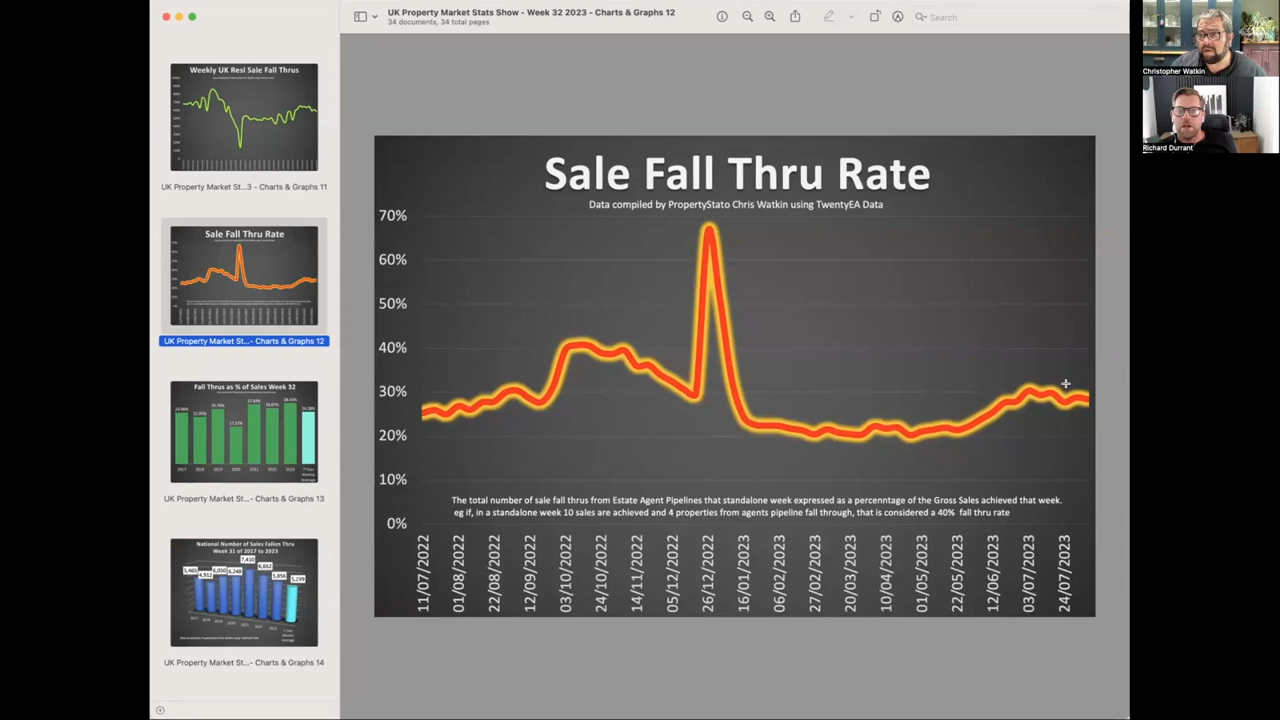 UK Property Market Stats Show - Week 32 2023 - Charts & Graphs 12
34 documents, 34 total pages
Search
Weekly UK Resi Sale Fall Thrus
UK Property Market St...3 - Charts & Graphs 11
Sale Fall Thru Rate
UK Property Market St...- Charts & Graphs 12
Fall Thrus as % of Sales Week 32
2017 2018 2019 2020 2021 2022 2023
UK Property Market St...- Charts & Graphs 13
National Number of Sales Fallen Thru
Week 31 of 2017 to 2023
UK Property Market St...- Charts & Graphs 14
Sale Fall Thru Rate
Data compiled by PropertyStato Chris Watkin using TwentyEA Data
70%
60%
50%
40%
30%
20%
10%
0%
The total number of sale fall thrus from Estate Agent Pipelines that standalone week expressed as a percenntage of the Gross Sales achieved that week.
eg if, in a standalone week 10 sales are achieved and 4 properties from agents pipeline fall through, that is considered a 40% fall thru rate
11/07/2022
01/08/2022
22/08/2022
12/09/2022
03/10/2022
24/10/2022
14/11/2022
05/12/2022
26/12/2022
16/01/2023
06/02/2023
27/02/2023
20/03/2023
10/04/2023
01/05/2023
22/05/2023
12/06/2023
03/07/2023
24/07/2023
Christopher Watkin
Richard Durrant